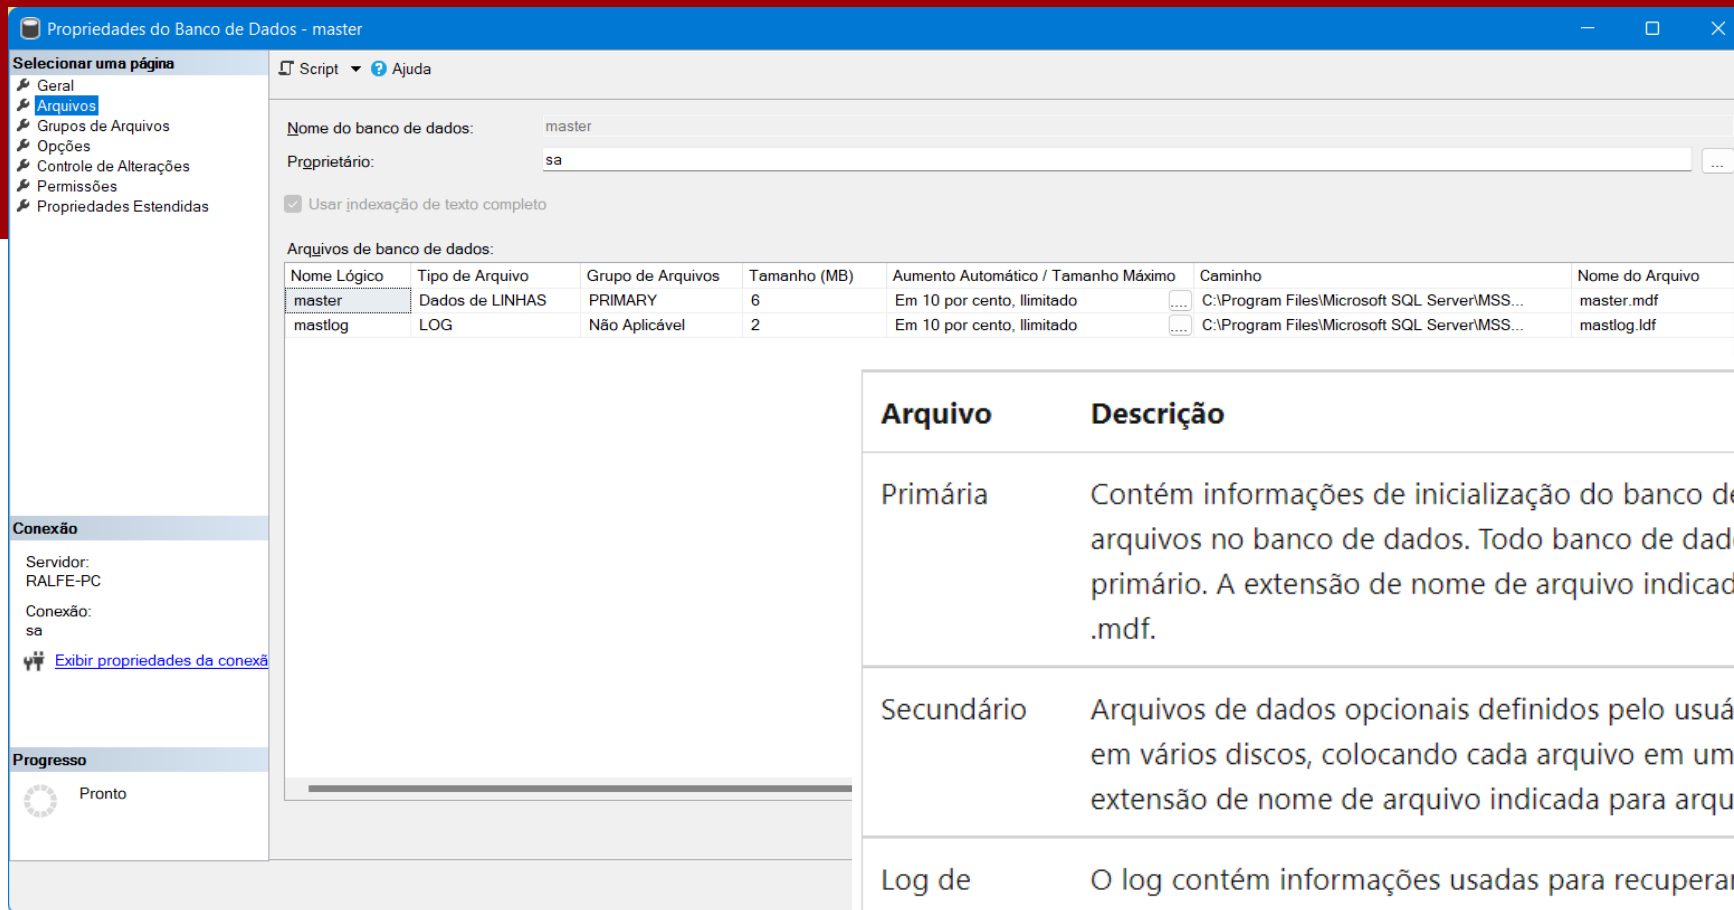 Propriedades do Banco de Dados - master
Selecionar uma página
Geral
Arquivos
Grupos de Arquivos
Opções
Controle de Alterações
Permissões
Propriedades Estendidas
Script
Ajuda
Nome do banco de dados: master
Proprietário: sa
...
Usar indexação de texto completo
Arquivos de banco de dados:
Nome Lógico Tipo de Arquivo Grupo de Arquivos Tamanho (MB) Aumento Automático / Tamanho Máximo Caminho Nome do Arquivo
master Dados de LINHAS PRIMARY 6 Em 10 por cento, Ilimitado .... C:\Program Files\Microsoft SQL Server\MSS... master.mdf
mastlog LOG Não Aplicável 2 Em 10 por cento, Ilimitado .... C:\Program Files\Microsoft SQL Server\MSS... mastlog.ldf
Conexão
Servidor:
RALFE-PC
Conexão:
sa
Exibir propriedades da conexã
Progresso
Pronto
Arquivo Descrição
Primária Contém informações de inicialização do banco de
arquivos no banco de dados. Todo banco de dad
primário. A extensão de nome de arquivo indicad
.mdf.
Secundário Arquivos de dados opcionais definidos pelo usuá
em vários discos, colocando cada arquivo em um
extensão de nome de arquivo indicada para arqu
Log de O log contém informações usadas para recuperar